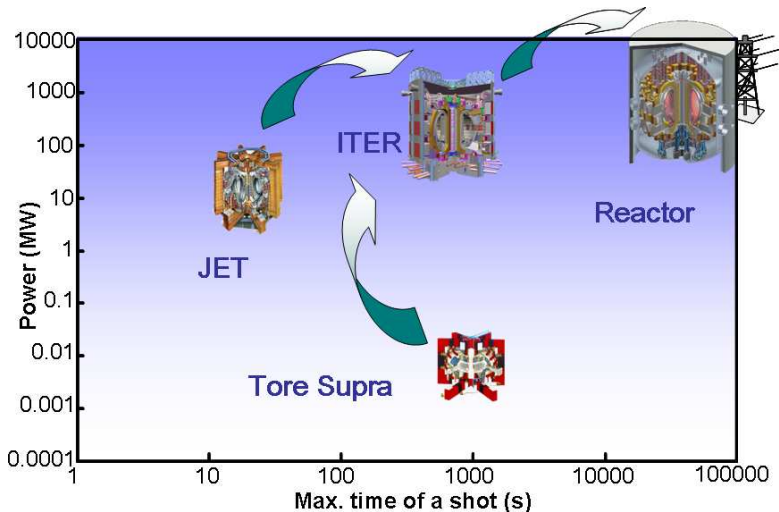 10000
1000
100
10
1
0.1
0.01
0.001
0.0001
Power (MW)
ITER
JET
Reactor
Tore Supra
1
10
100
1000
10000
100000
Max. time of a shot (s)